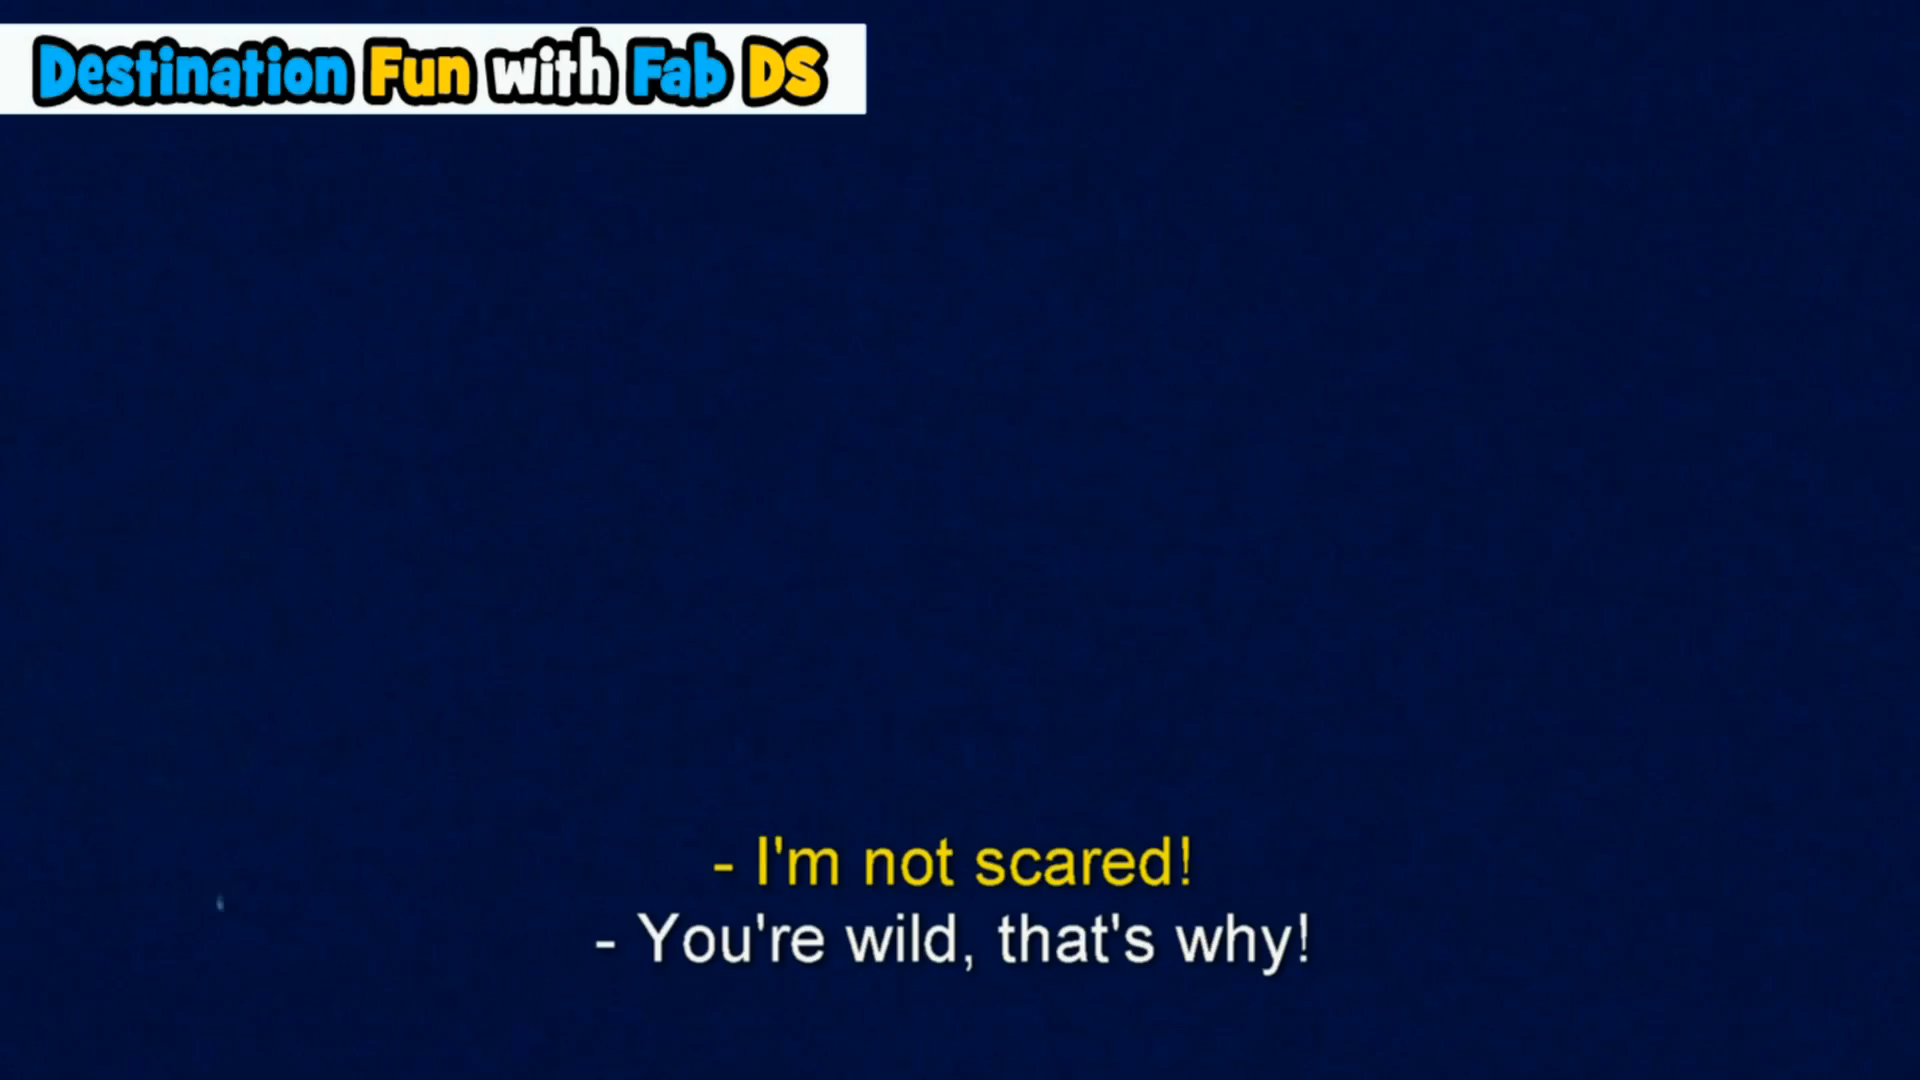 Destination Fun with Fab DS
- I'm not scared!
- You're wild, that's why!